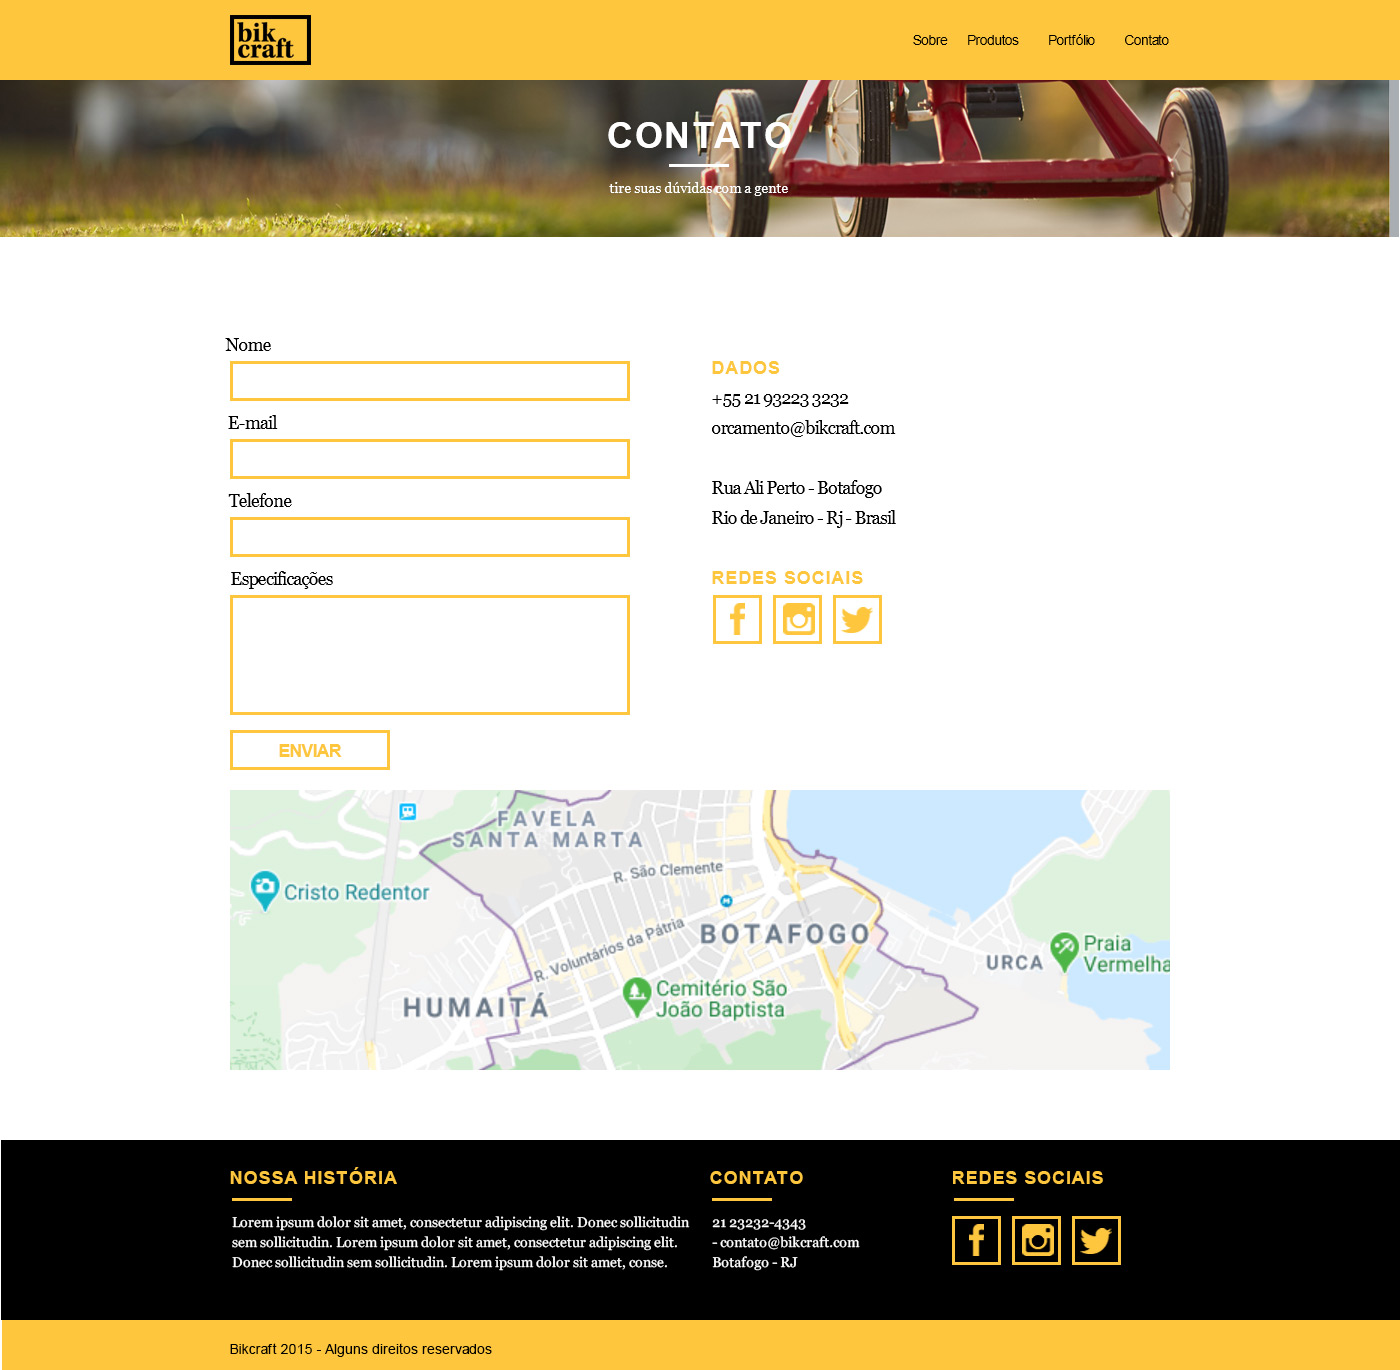 bik
craft
Sobre Produtos Portfólio Contato
CONTATO
tire suas dúvidas com a gente
Nome
E-mail
Telefone
Especificações
ENVIAR
DADOS
+55 21 93223 3232
orcamento@bikcraft.com
Rua Ali Perto - Botafogo
Rio de Janeiro - Rj - Brasil
REDES SOCIAIS
FAVELA
SANTA MARTA
R. São Clemente
Cristo Redentor
BOTAFOGO
R. Voluntários da Pátria
URCA
Praia
Vermelha
HUMAITÁ
Cemitério São
João Baptista
NOSSA HISTÓRIA
Lorem ipsum dolor sit amet, consectetur adipiscing elit. Donec sollicitudin
sem sollicitudin. Lorem ipsum dolor sit amet, consectetur adipiscing elit.
Donec sollicitudin sem sollicitudin. Lorem ipsum dolor sit amet, conse.
CONTATO
21 23232-4343
- contato@bikcraft.com
Botafogo - RJ
REDES SOCIAIS
Bikcraft 2015 - Alguns direitos reservados